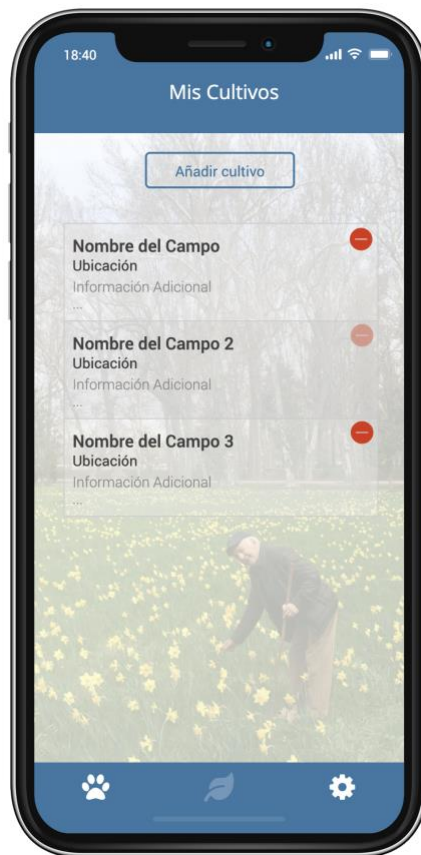 18:40
Mis Cultivos
Añadir cultivo
Nombre del Campo
Ubicación
Información Adicional
...
Nombre del Campo 2
Ubicación
Información Adicional
...
Nombre del Campo 3
Ubicación
Información Adicional
...